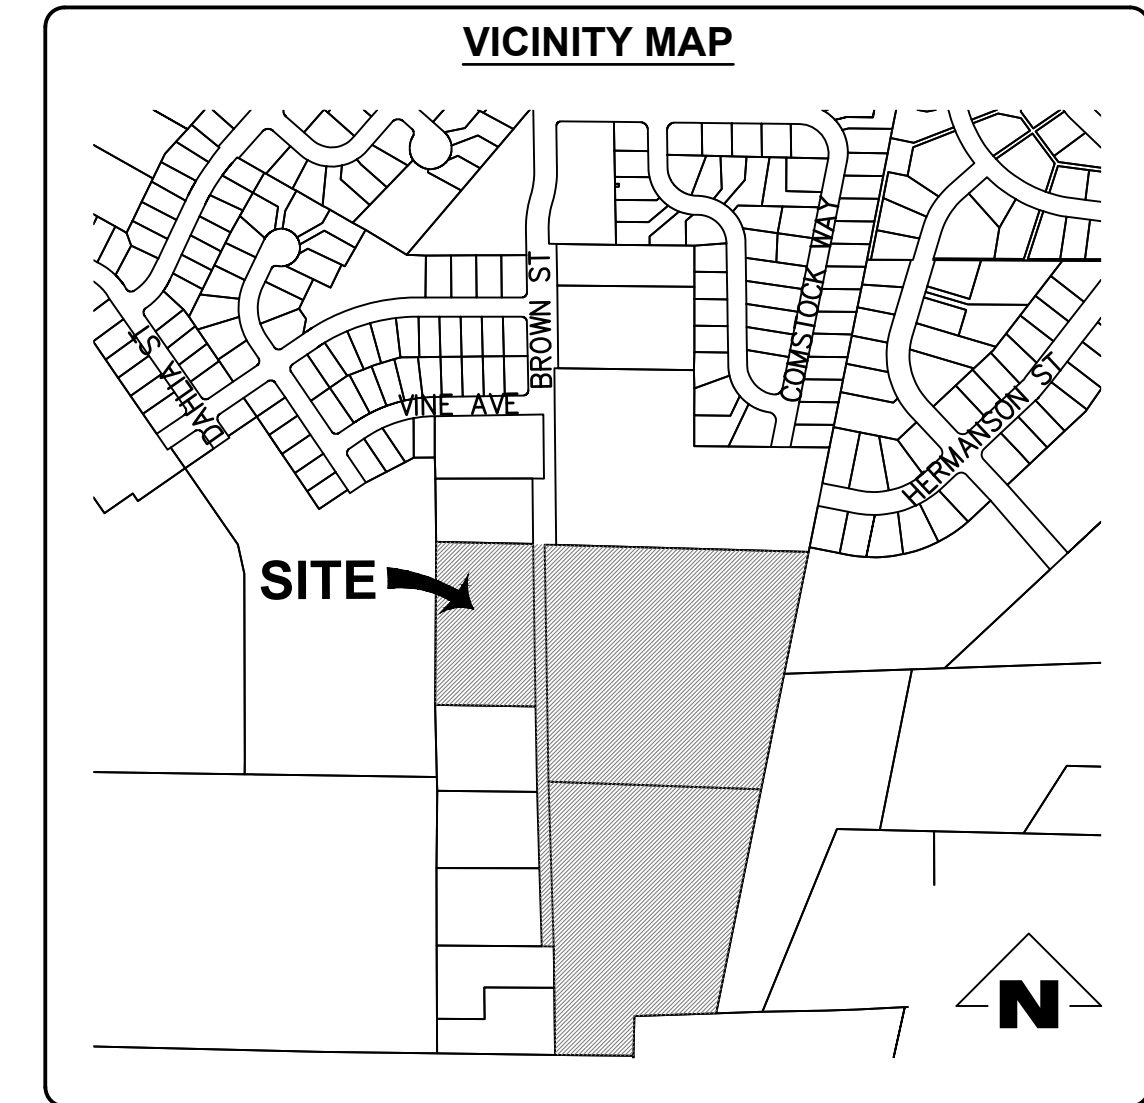 VICINITY MAP
BROWN ST
COMSTOCK WAY
DAHLIA ST
VINE AVE
HERMANSON ST
SITE
N